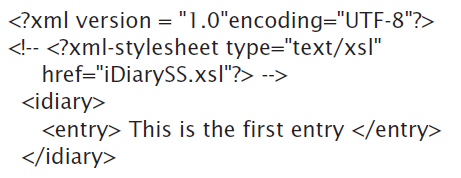 <?xml version = "1.0"encoding="UTF-8"?>
<!-- <?xml-stylesheet type="text/xsl"
href="iDiarySS.xsl"?> -->
<idiary>
<entry> This is the first entry </entry>
</idiary>